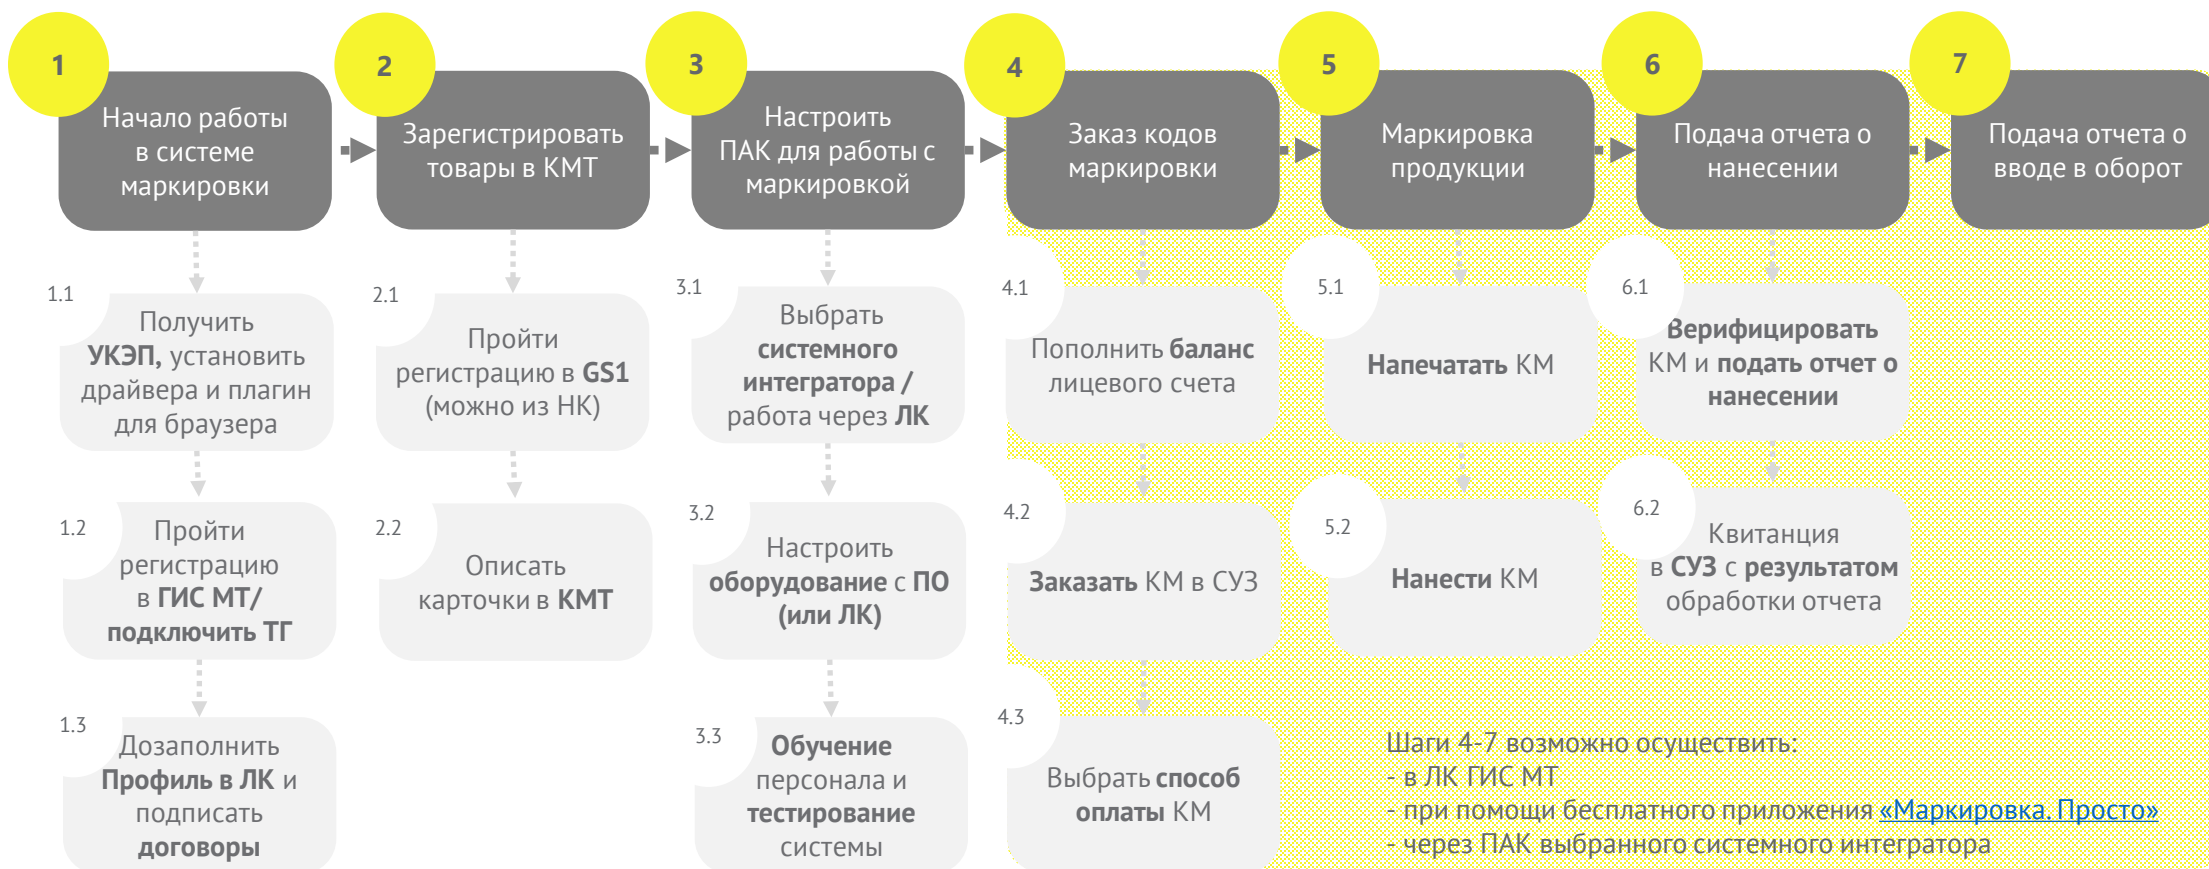 1
Начало работы
в системе
маркировки
2
Зарегистрировать
товары в КМТ
3
Настроить
ПАК для работы с
маркировкой
4
Заказ кодов
маркировки
5
Маркировка
продукции
6
Подача отчета о
нанесении
7
Подача отчета о
вводе в оборот
1.1
Получить
УКЭП, установить
драйвера и плагин
для браузера
1.2
Пройти
регистрацию
в ГИС МТ/
подключить ТГ
1.3
Дозаполнить
Профиль в ЛК и
подписать
договоры
2.1
Пройти
регистрацию в GS1
(можно из НК)
2.2
Описать
карточки в КМТ
3.1
Выбрать
системного
интегратора /
работа через ЛК
3.2
Настроить
оборудование с ПО
(или ЛК)
3.3
Обучение
персонала и
тестирование
системы
4.1
Пополнить баланс
лицевого счета
4.2
Заказать КМ в СУЗ
4.3
Выбрать способ
оплаты КМ
5.1
Напечатать КМ
5.2
Нанести КМ
6.1
Верифицировать
КМ и подать отчет о
нанесении
6.2
Квитанция
в СУЗ с результатом
обработки отчета
Шаги 4-7 возможно осуществить:
- в ЛК ГИС МТ
- при помощи бесплатного приложения «Маркировка. Просто»
- через ПАК выбранного системного интегратора